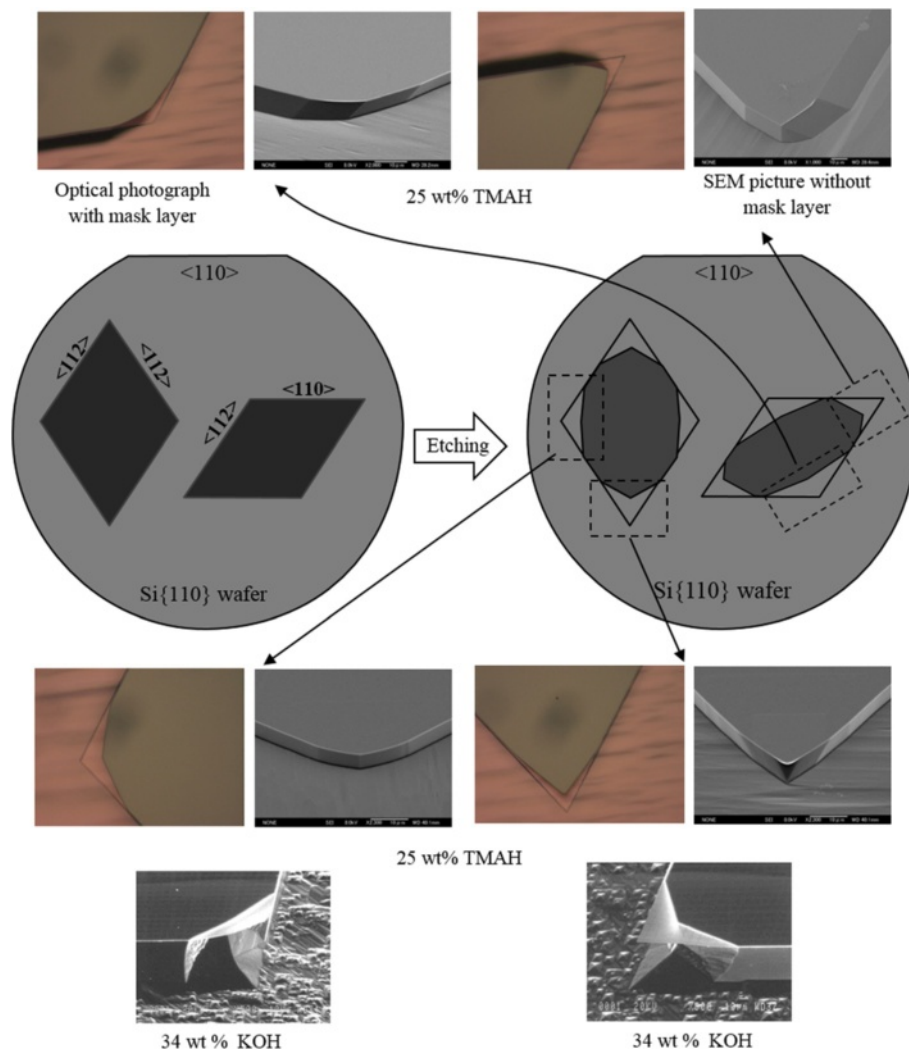 Optical photograph
with mask layer
25 wt% TMAH
SEM picture without
mask layer
<110>
<112>
<112>
<112>
<110>
Si{110} wafer
Etching
<110>
Si{110} wafer
25 wt% TMAH
34 wt % KOH
34 wt % KOH